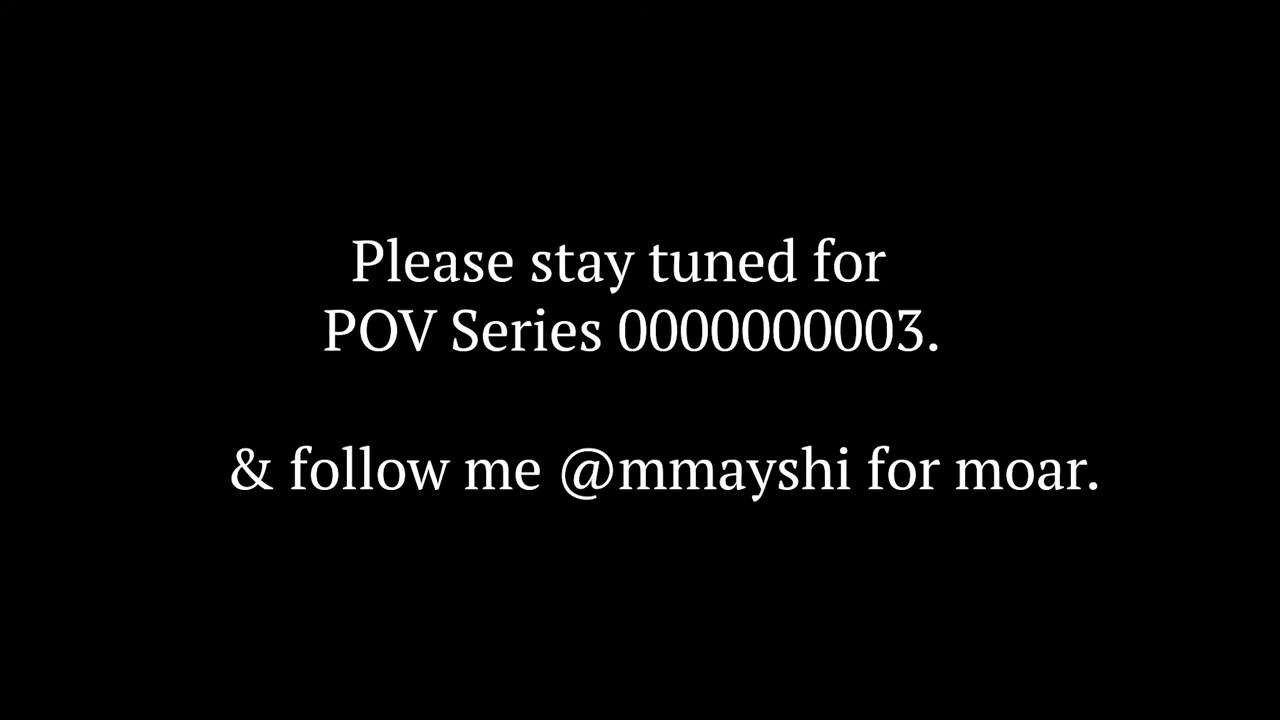 Please stay tuned for
POV Series 0000000003.
& follow me @mmayshi for moar.